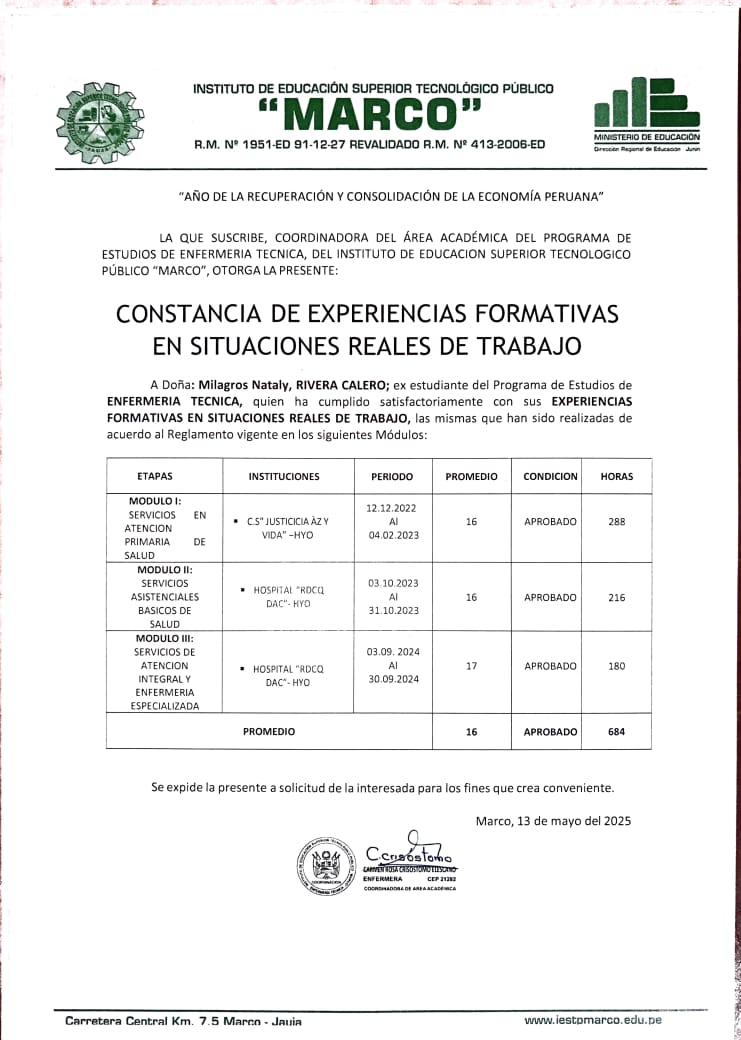 INSTITUTO DE EDUCACIÓN SUPERIOR TECNOLÓGICO PÚBLICO
“MARCO”
R.M. Nº 1951-ED 91-12-27 REVALIDADO R.M. Nº 413-2006-ED
MINISTERIO DE EDUCACIÓN
Dirección Regional de Educación Junín
“AÑO DE LA RECUPERACIÓN Y CONSOLIDACIÓN DE LA ECONOMÍA PERUANA”
LA QUE SUSCRIBE, COORDINADORA DEL ÁREA ACADÉMICA DEL PROGRAMA DE
ESTUDIOS DE ENFERMERIA TECNICA, DEL INSTITUTO DE EDUCACION SUPERIOR TECNOLOGICO
PÚBLICO “MARCO”, OTORGA LA PRESENTE:
CONSTANCIA DE EXPERIENCIAS FORMATIVAS
EN SITUACIONES REALES DE TRABAJO
A Doña: Milagros Nataly, RIVERA CALERO; ex estudiante del Programa de Estudios de
ENFERMERIA TECNICA, quien ha cumplido satisfactoriamente con sus EXPERIENCIAS
FORMATIVAS EN SITUACIONES REALES DE TRABAJO, las mismas que han sido realizadas de
acuerdo al Reglamento vigente en los siguientes Módulos:
ETAPAS INSTITUCIONES PERIODO PROMEDIO CONDICION HORAS
MODULO I:
SERVICIOS EN
ATENCION
PRIMARIA DE
SALUD
▪ C.S" JUSTICICIA ÀZ Y
VIDA” –HYO
12.12.2022
Al
04.02.2023
16 APROBADO 288
MODULO II:
SERVICIOS
ASISTENCIALES
BASICOS DE
SALUD
▪ HOSPITAL “RDCQ
DAC”- HYO
03.10.2023
Al
31.10.2023
16 APROBADO 216
MODULO III:
SERVICIOS DE
ATENCION
INTEGRAL Y
ENFERMERIA
ESPECIALIZADA
▪ HOSPITAL “RDCQ
DAC”- HYO
03.09. 2024
Al
30.09.2024
17 APROBADO 180
PROMEDIO 16 APROBADO 684
Se expide la presente a solicitud de la interesada para los fines que crea conveniente.
Marco, 13 de mayo del 2025
C.crisóstomo
CARMEN ROSA CRISOSTOMO ELESCANO
ENFERMERA CEP 21292
COORDINADORA DE AREA ACADÉMICA
COORDINACIÓN
Carretera Central Km. 7.5 Marco - Jauja
www.iestpmarco.edu.pe